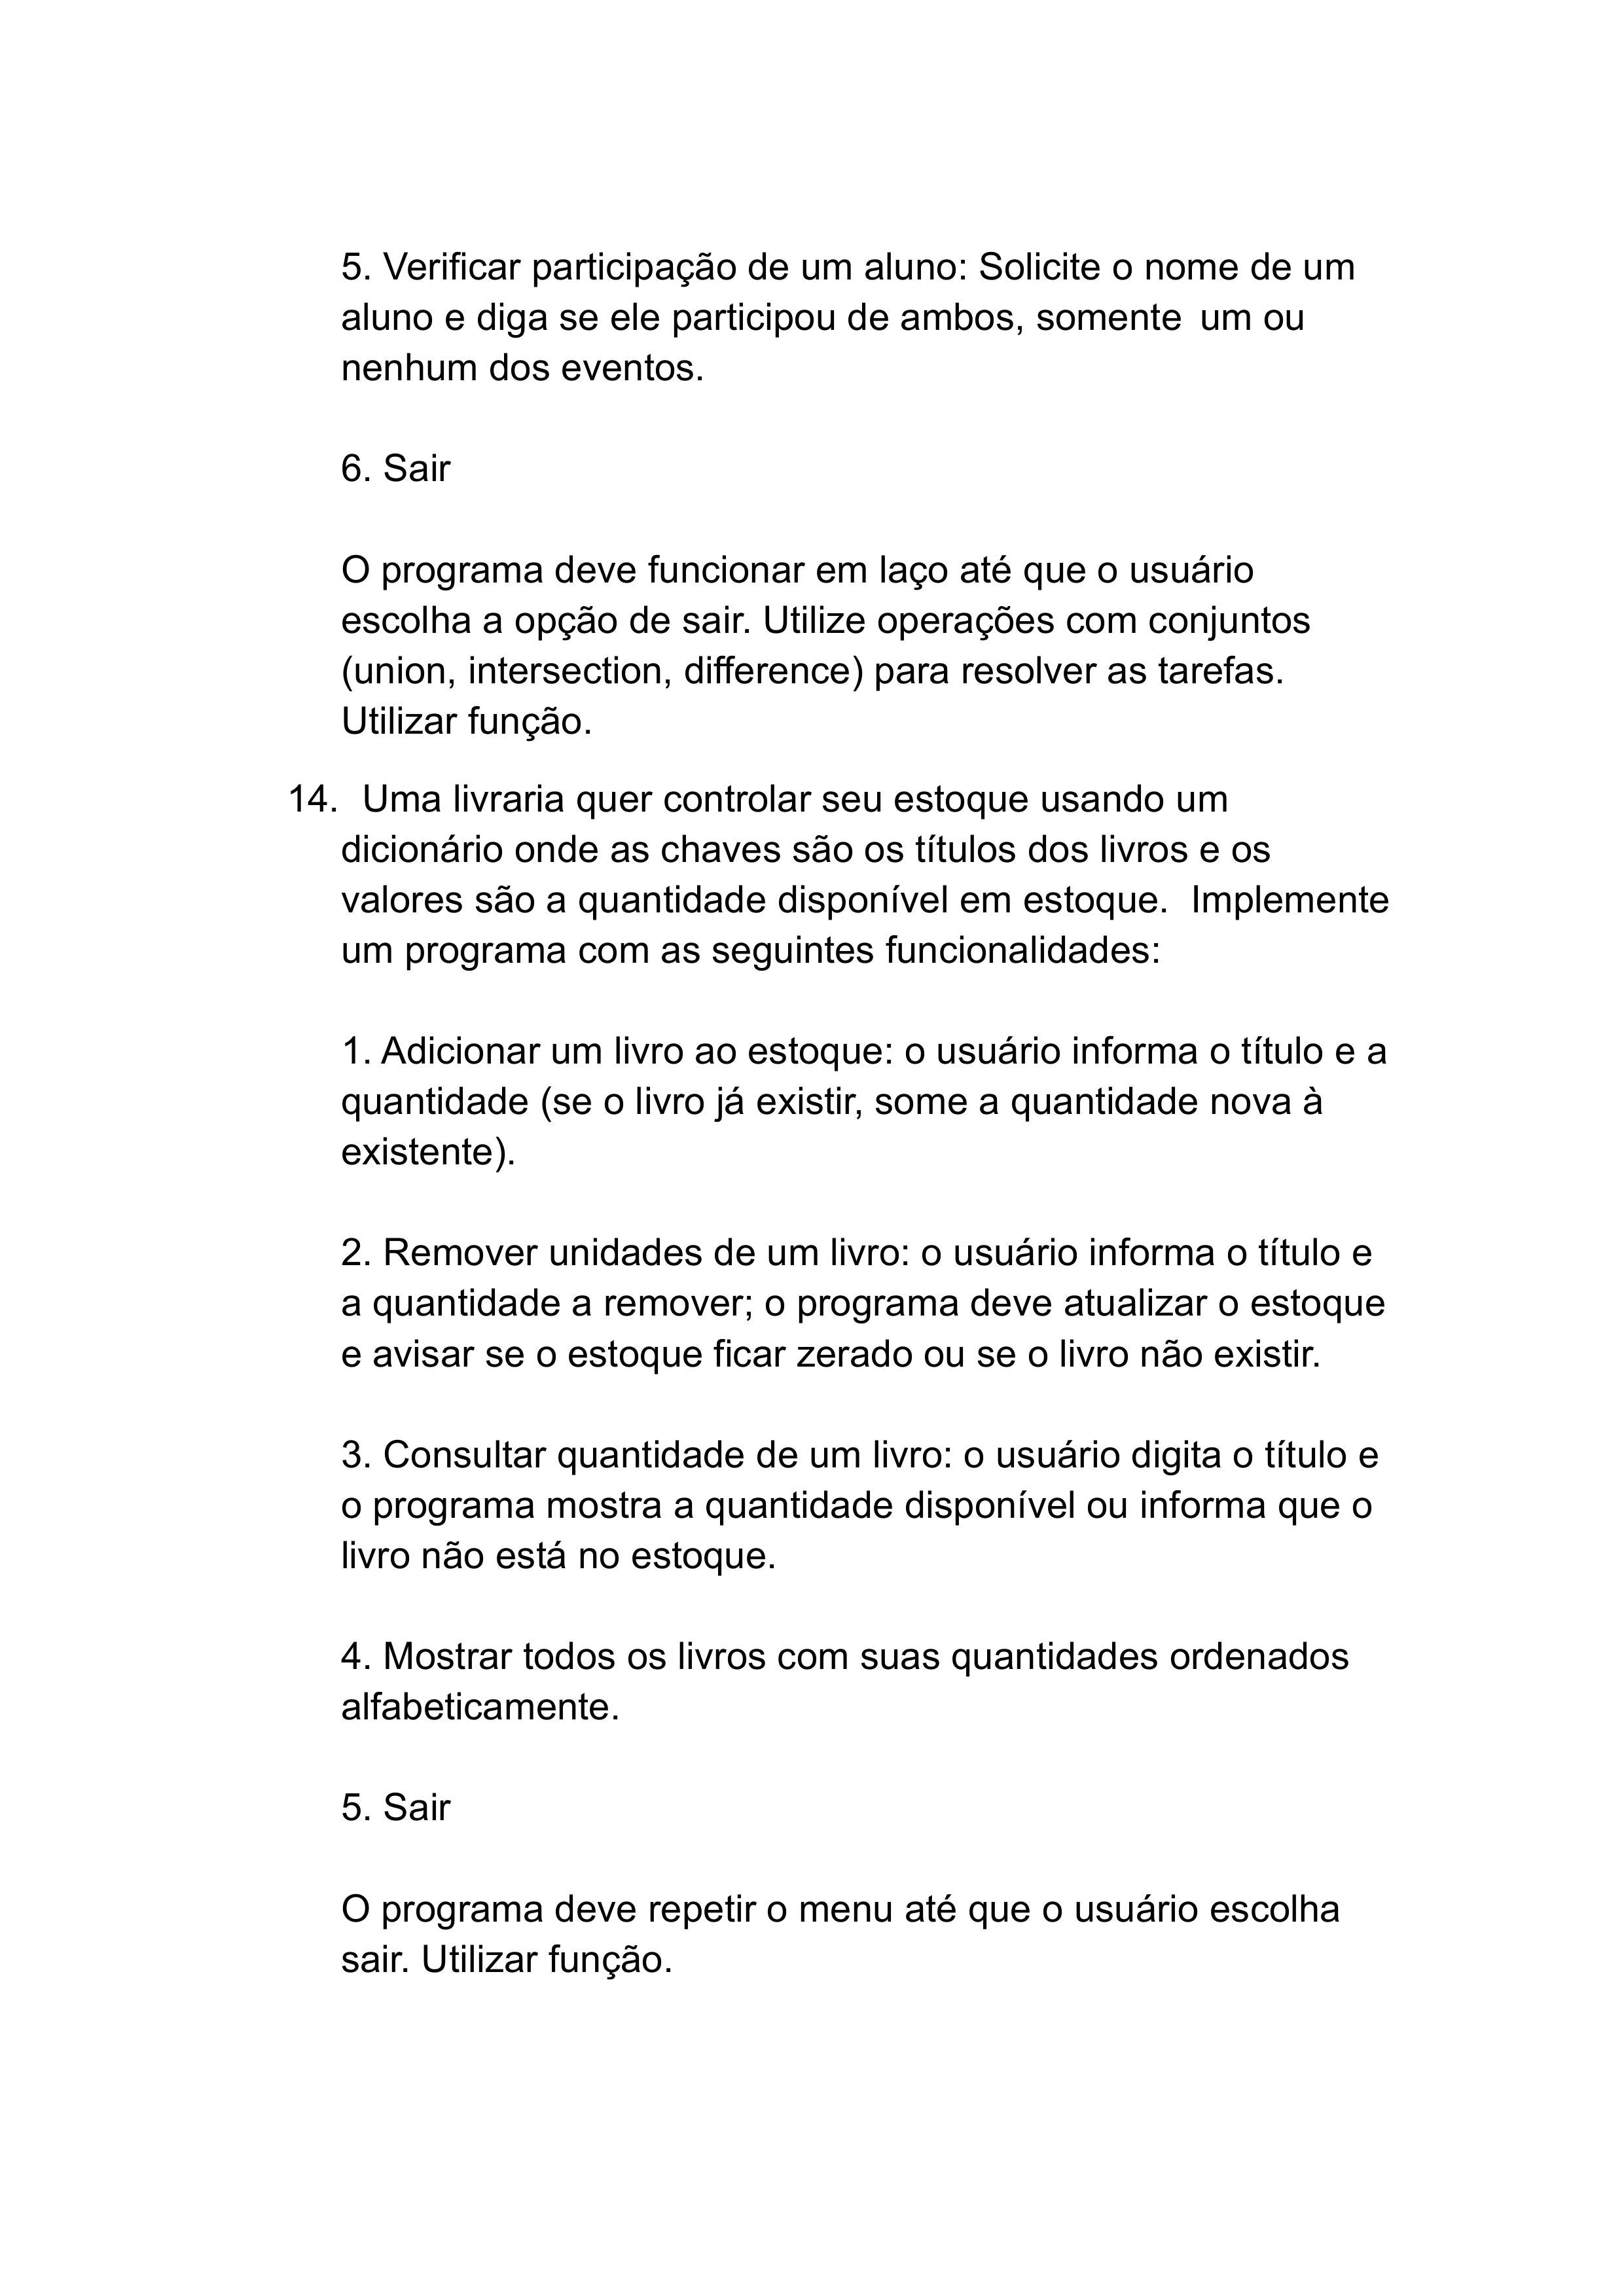 5. Verificar participação de um aluno: Solicite o nome de um
aluno e diga se ele participou de ambos, somente um ou
nenhum dos eventos.
6. Sair
O programa deve funcionar em laço até que o usuário
escolha a opção de sair. Utilize operações com conjuntos
(union, intersection, difference) para resolver as tarefas.
Utilizar função.
14. Uma livraria quer controlar seu estoque usando um
dicionário onde as chaves são os títulos dos livros e os
valores são a quantidade disponível em estoque. Implemente
um programa com as seguintes funcionalidades:
1. Adicionar um livro ao estoque: o usuário informa o título e a
quantidade (se o livro já existir, some a quantidade nova à
existente).
2. Remover unidades de um livro: o usuário informa o título e
a quantidade a remover; o programa deve atualizar o estoque
e avisar se o estoque ficar zerado ou se o livro não existir.
3. Consultar quantidade de um livro: o usuário digita o título e
o programa mostra a quantidade disponível ou informa que o
livro não está no estoque.
4. Mostrar todos os livros com suas quantidades ordenados
alfabeticamente.
5. Sair
O programa deve repetir o menu até que o usuário escolha
sair. Utilizar função.